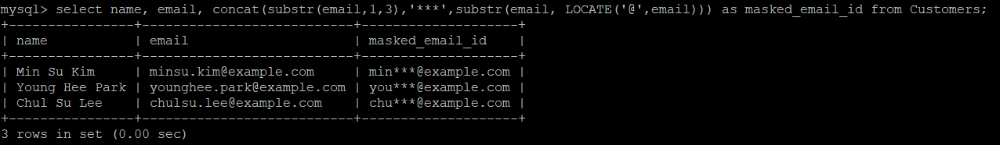 mysql> select name, email, concat(substr(email,1,3),'***',substr(email, LOCATE('@',email))) as masked_email_id from Customers;
+----------------+--------------------------+--------------------+
| name           | email                    | masked_email_id    |
+----------------+--------------------------+--------------------+
| Min Su Kim     | minsu.kim@example.com    | min***@example.com |
| Young Hee Park | younghee.park@example.com | you***@example.com |
| Chul Su Lee    | chulsu.lee@example.com   | chu***@example.com |
+----------------+--------------------------+--------------------+
3 rows in set (0.00 sec)